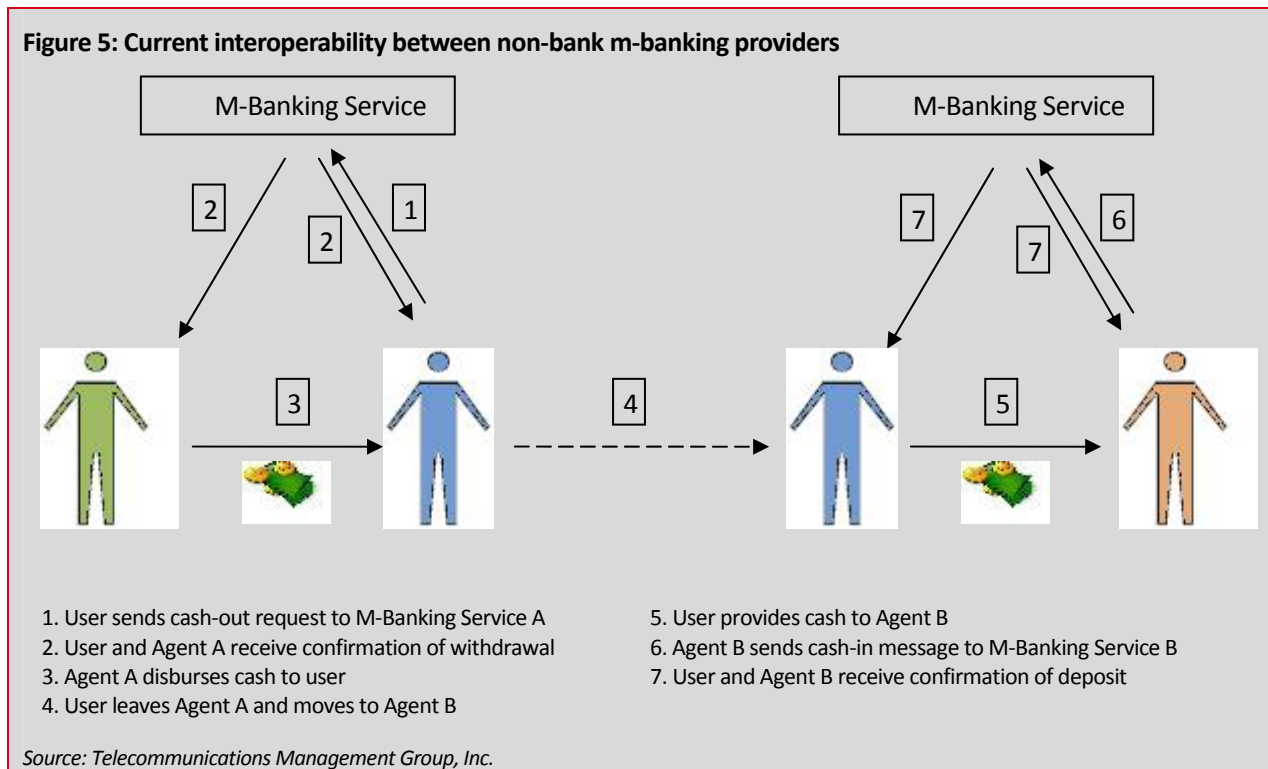 Figure 5: Current interoperability between non-bank m-banking providers
M-Banking Service
M-Banking Service
2
2
1
7
7
6
3
4
5
1. User sends cash-out request to M-Banking Service A
2. User and Agent A receive confirmation of withdrawal
3. Agent A disburses cash to user
4. User leaves Agent A and moves to Agent B
5. User provides cash to Agent B
6. Agent B sends cash-in message to M-Banking Service B
7. User and Agent B receive confirmation of deposit
Source: Telecommunications Management Group, Inc.